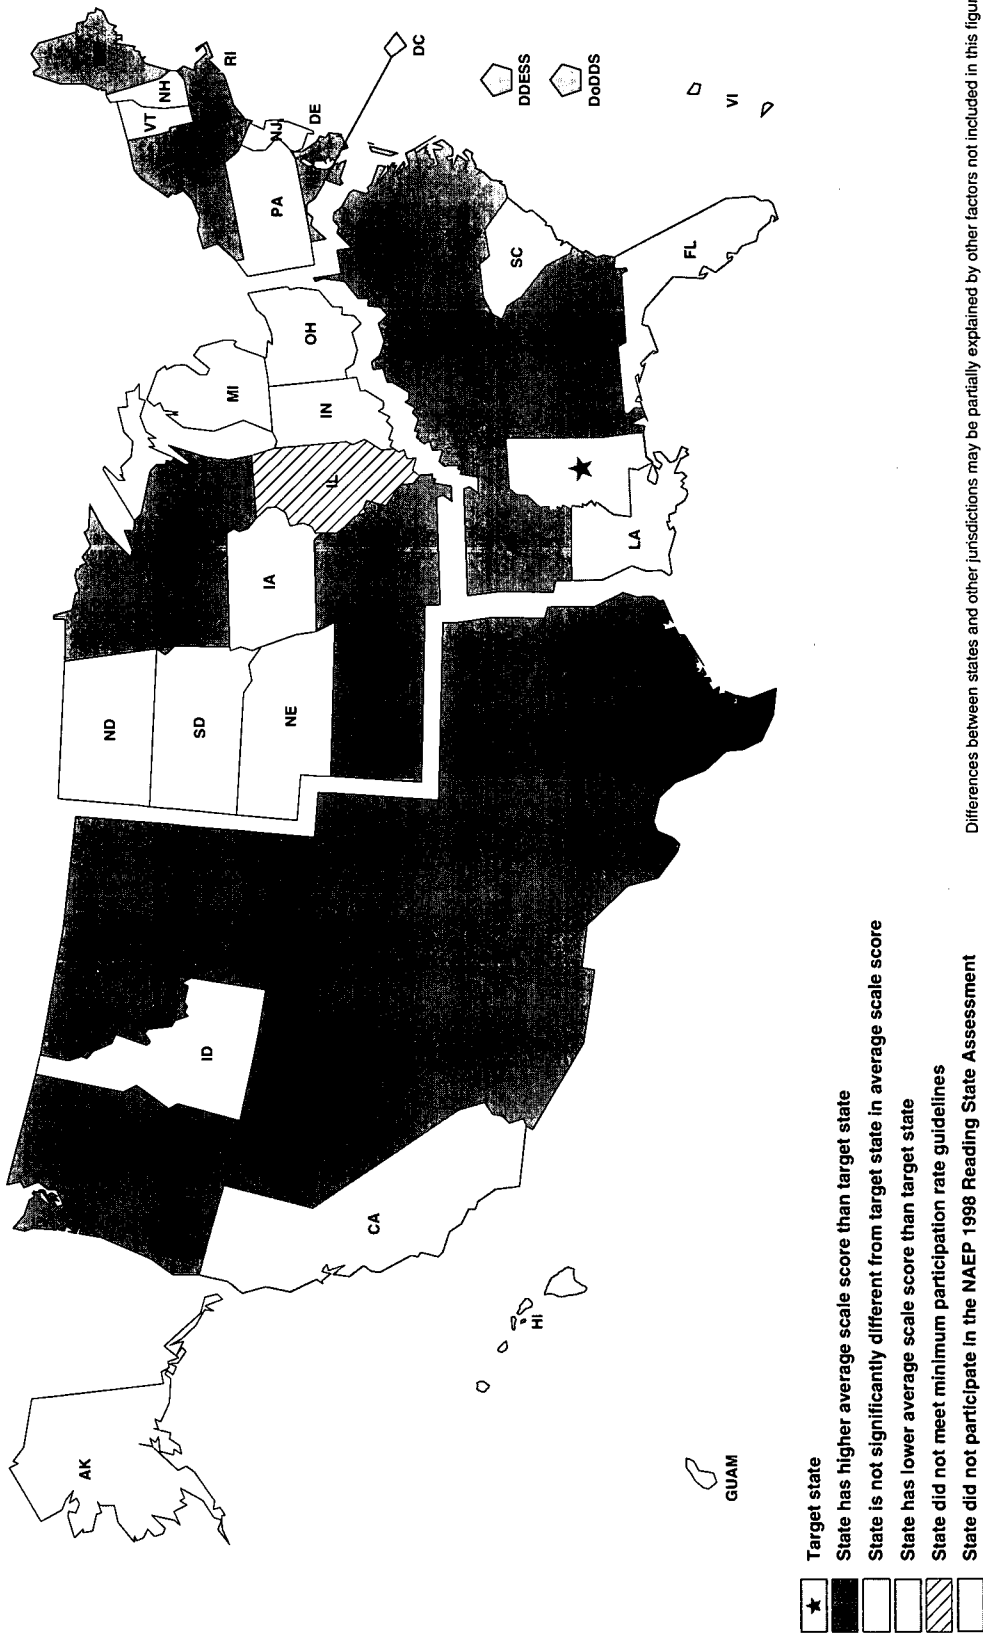 AK
GUAM
HI
CA
ID
ND
SD
NE
IA
IL
MI
IN
OH
LA
SC
FL
PA
VT
NH
RI
NJ
DE
DC
DDESS
DoDDS
VI
Target state
State has higher average scale score than target state
State is not significantly different from target state in average scale score
State has lower average scale score than target state
State did not meet minimum participation rate guidelines
State did not participate in the NAEP 1998 Reading State Assessment
Differences between states and other jurisdictions may be partially explained by other factors not included in this